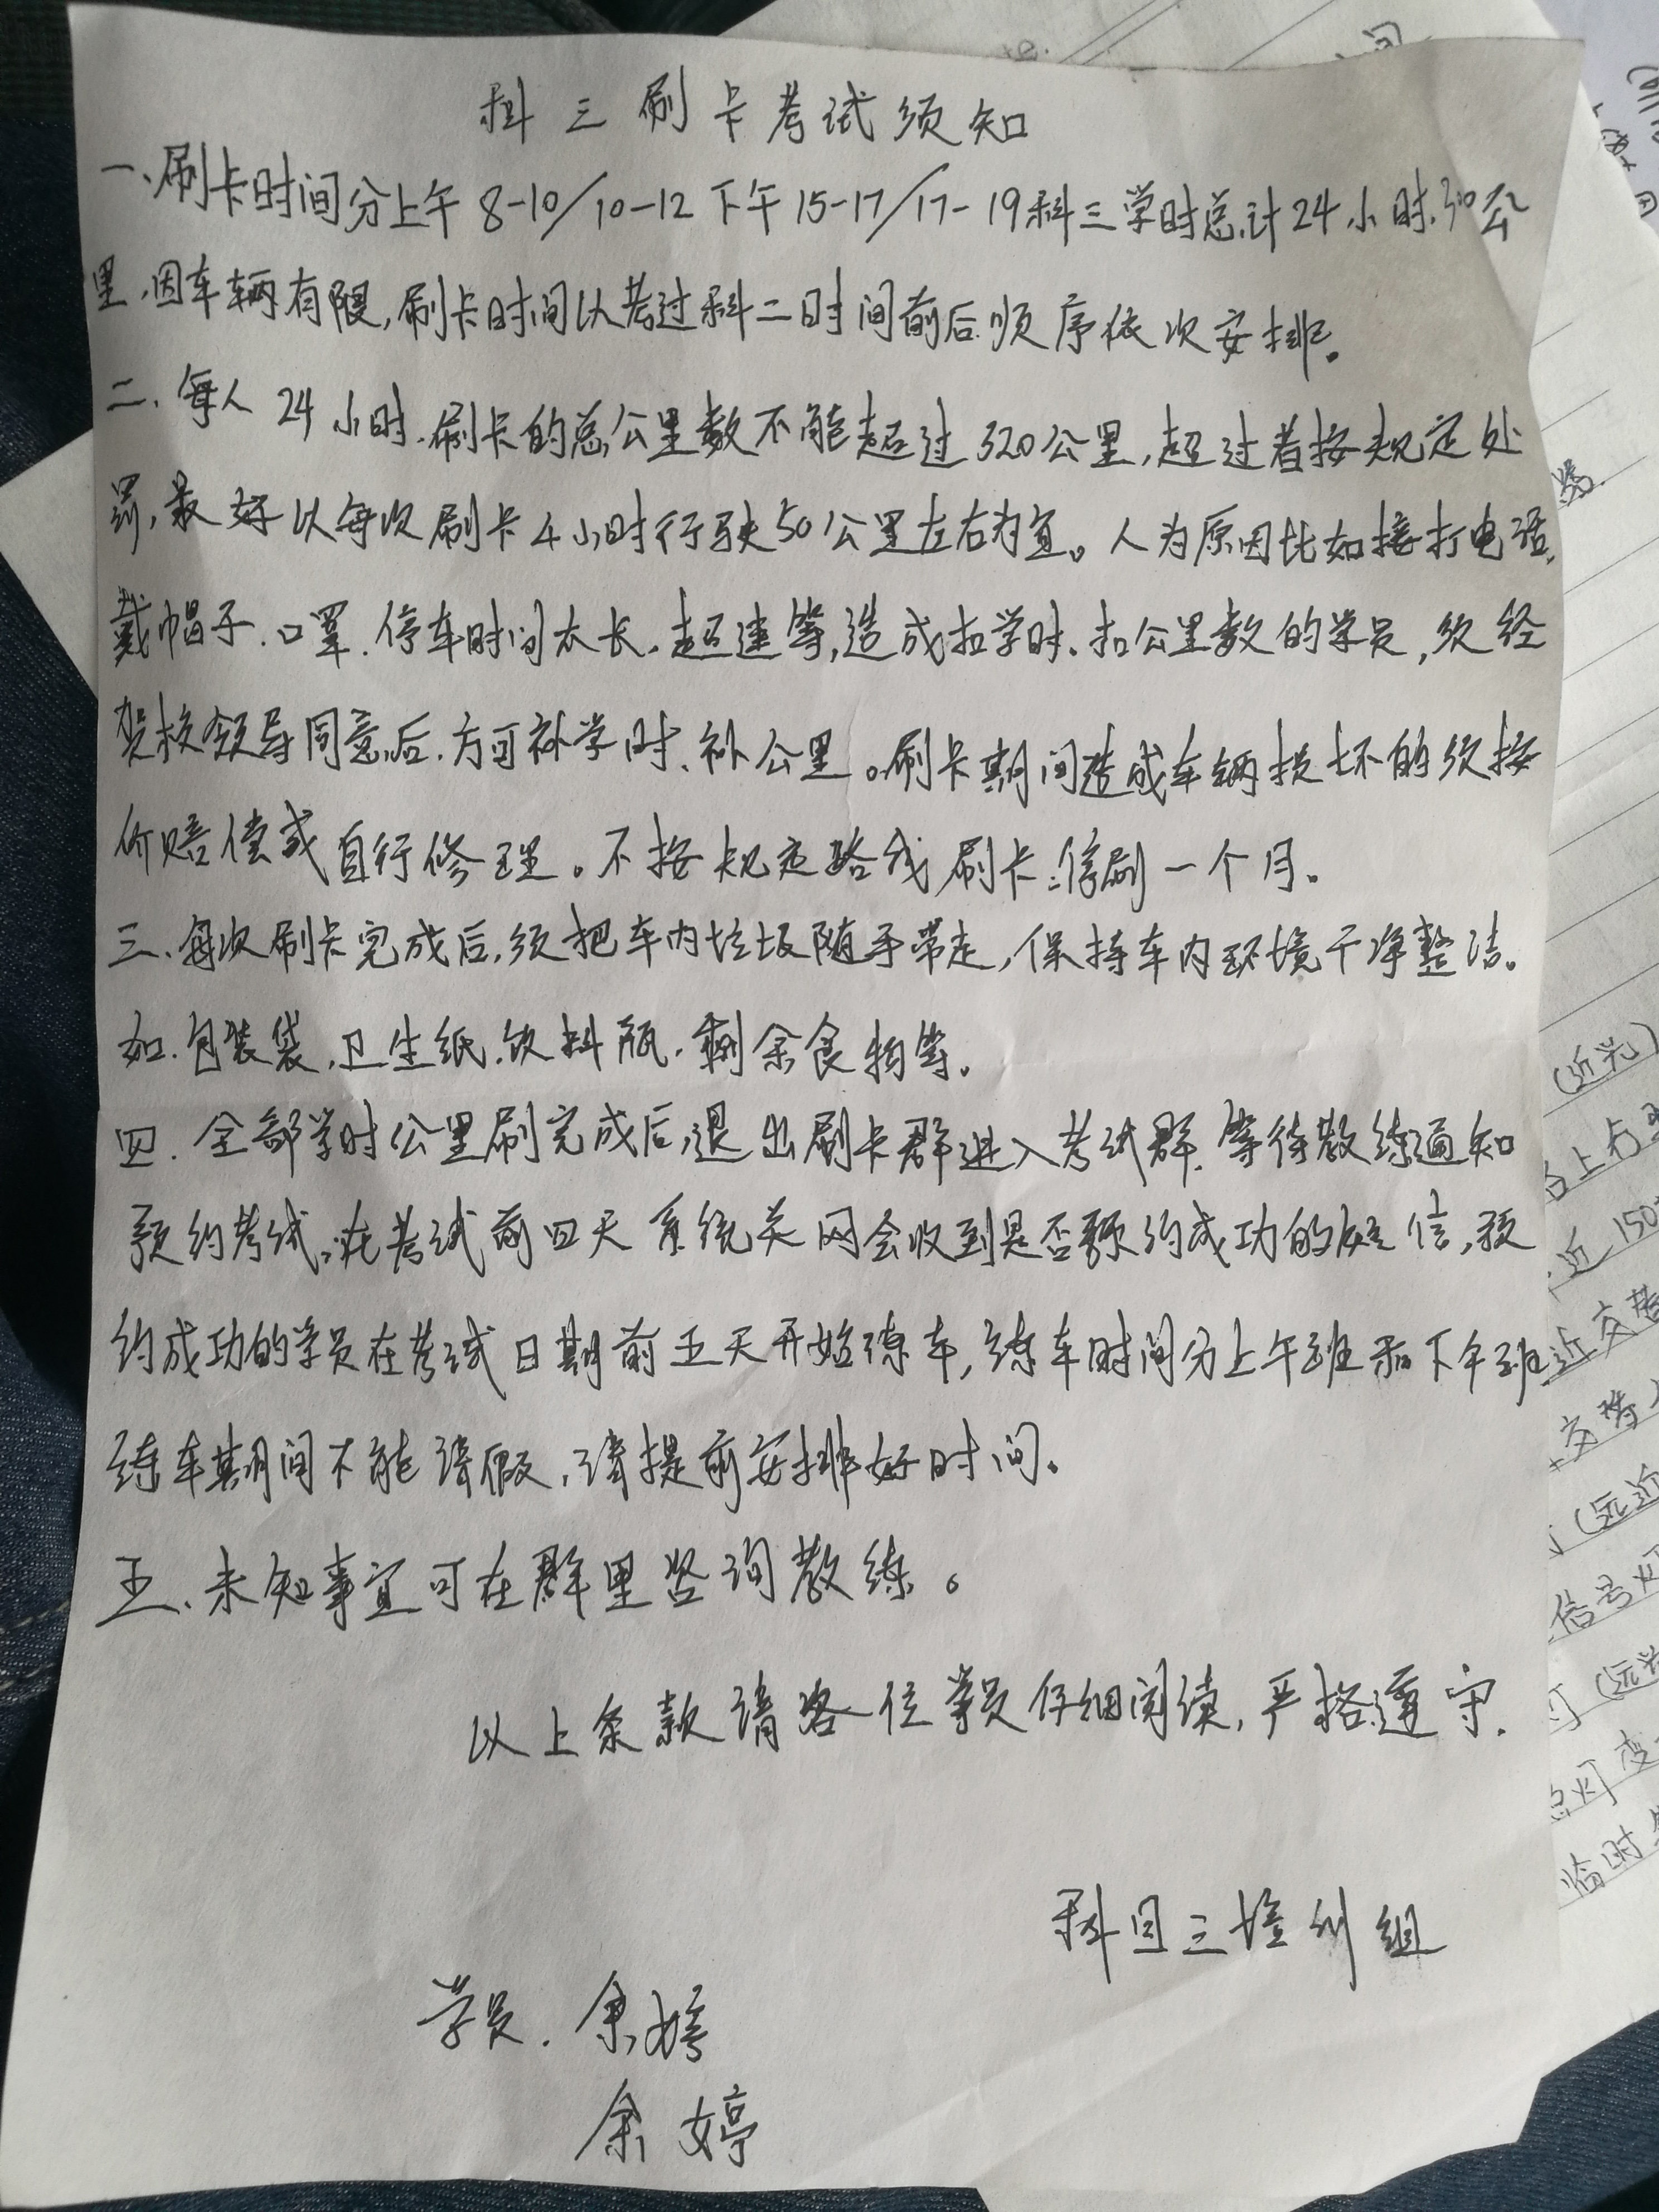 科三刷卡考试须知
一、刷卡时间分上午8-10/10-12下午15-17/17-19科三学时总计24小时.310公
里.因车辆有限,刷卡时间以考过科二时间前后顺序依次安排。
二、每人24小时.刷卡的总公里数不能超过320公里,超过者按规定处
罚,最好以每次刷卡4小时行驶50公里左右为宜。人为原因比如接打电话.
戴帽子.口罩.停车时间太长.超速等,造成扣学时.扣公里数的学员,须经
驾校领导同意后.方可补学时、补公里。刷卡期间造成车辆损坏的须按
价赔偿或自行修理。不按规定路线刷卡:停刷一个月。
三、每次刷卡完成后,须把车内垃圾随手带走,保持车内环境干净整洁。
如.包装袋,卫生纸.饮料瓶.剩余食物等。
四.全部学时公里刷完成后,退出刷卡群进入考试群.等待教练通知
预约考试。在考试前四天系统关网会收到是否预约成功的短信,预
约成功的学员在考试日期前五天开始练车,练车时间分上午班和下午班
练车期间不能请假,请提前安排好时间。
五、未知事宜可在群里咨询教练。
以上条款请各位学员仔细阅读,严格遵守.
科目三培训组
学员.余婷
余婷
(近光)
近150
近交替
交替
(远近
信号灯
(远光
临时